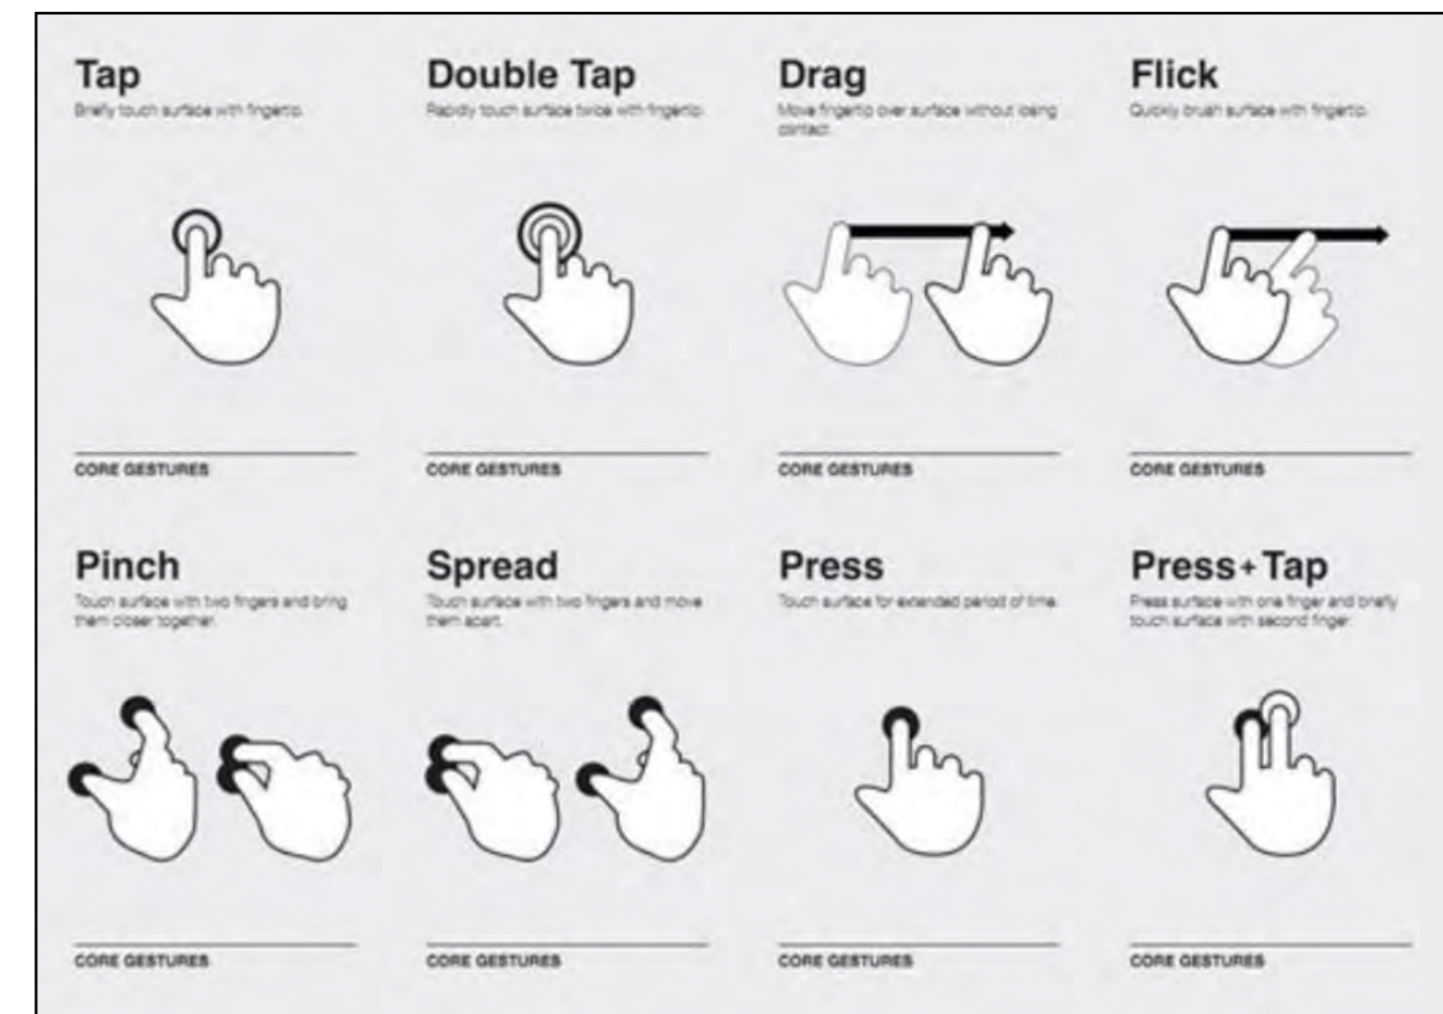 Tap
Briefly touch surface with fingertip.
Double Tap
Rapidly touch surface twice with fingertip.
Drag
Move fingertip over surface without losing
contact.
Flick
Quickly brush surface with fingertip.
CORE GESTURES
CORE GESTURES
CORE GESTURES
CORE GESTURES
Pinch
Touch surface with two fingers and bring
them closer together.
Spread
Touch surface with two fingers and move
them apart.
Press
Touch surface for extended period of time.
Press+Tap
Press surface with one finger and briefly
touch surface with second finger.
CORE GESTURES
CORE GESTURES
CORE GESTURES
CORE GESTURES